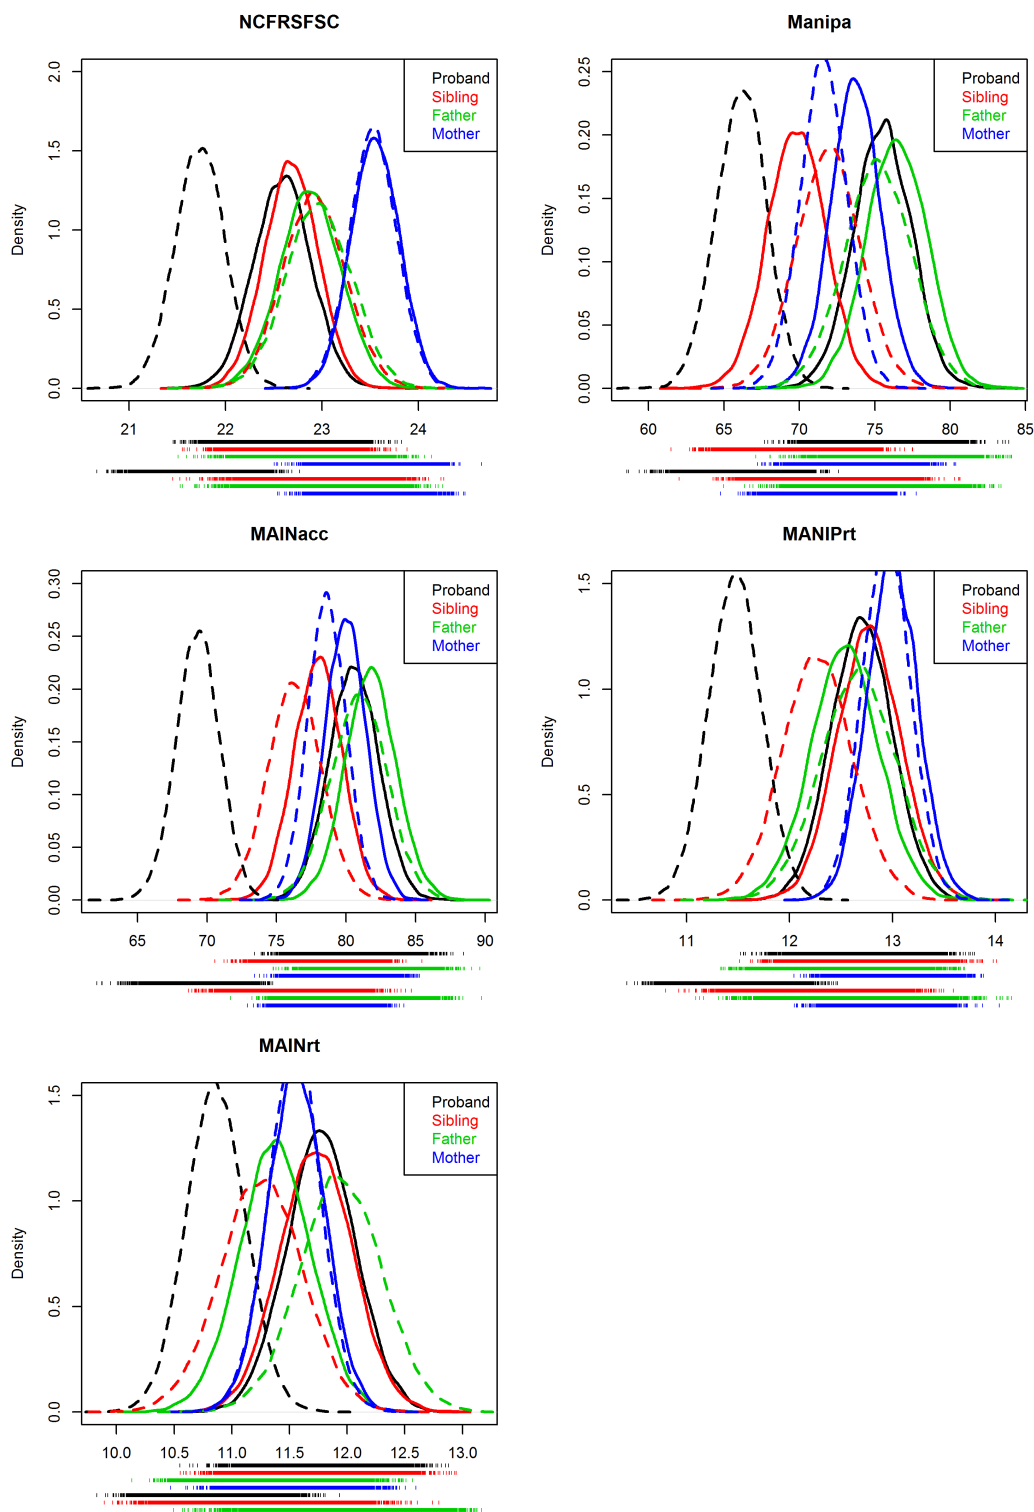 NCFRSFSC
Density
0.0 0.5 1.0 1.5 2.0
21 22 23 24
Proband
Sibling
Father
Mother
Manipa
Density
0.00 0.05 0.10 0.15 0.20 0.25
60 65 70 75 80 85
Proband
Sibling
Father
Mother
MAINacc
Density
0.00 0.05 0.10 0.15 0.20 0.25 0.30
65 70 75 80 85 90
Proband
Sibling
Father
Mother
MANIPrt
Density
0.0 0.5 1.0 1.5
11 12 13 14
Proband
Sibling
Father
Mother
MAINrt
Density
0.0 0.5 1.0 1.5
10.0 10.5 11.0 11.5 12.0 12.5 13.0
Proband
Sibling
Father
Mother